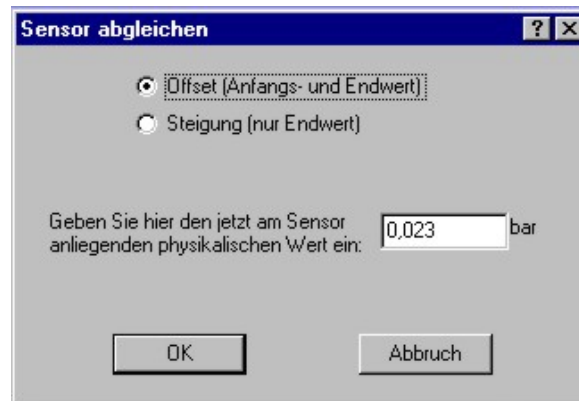 Sensor abgleichen
Offset (Anfangs- und Endwert)
Steigung (nur Endwert)
Geben Sie hier den jetzt am Sensor
anliegenden physikalischen Wert ein:
0,023 bar
OK Abbruch